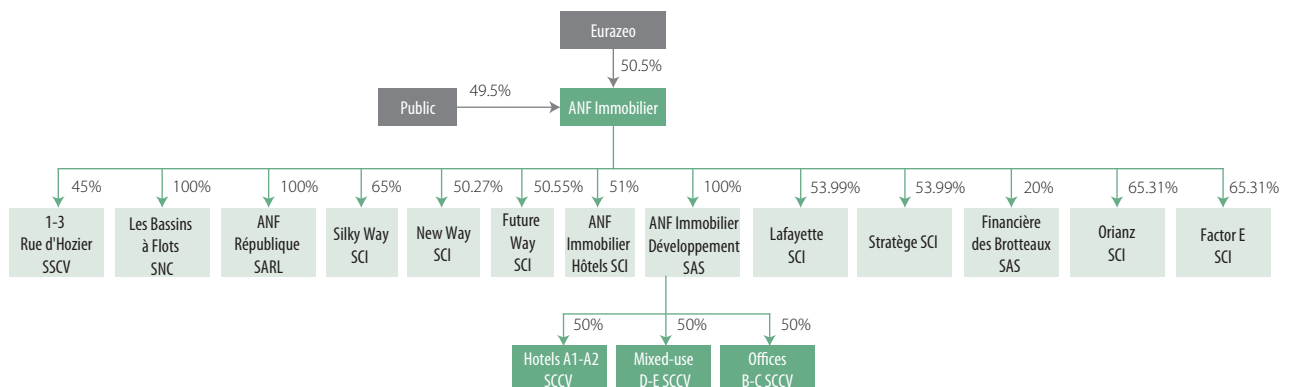 Eurazeo
50.5%
49.5%
Public
ANF Immobilier
45%
100%
100%
65%
50.27%
50.55%
51%
100%
53.99%
53.99%
20%
65.31%
65.31%
1-3
Rue d'Hozier
SSCV
Les Bassins
à Flots
SNC
ANF
République
SARL
Silky Way
SCI
New Way
SCI
Future
Way
SCI
ANF
Immobilier
Hôtels SCI
ANF Immobilier
Développement
SAS
Lafayette
SCI
Stratège SCI
Financière
des Brotteaux
SAS
Orianz
SCI
Factor E
SCI
50%
50%
50%
Hotels A1-A2
SCCV
Mixed-use
D-E SCCV
Offices
B-C SCCV